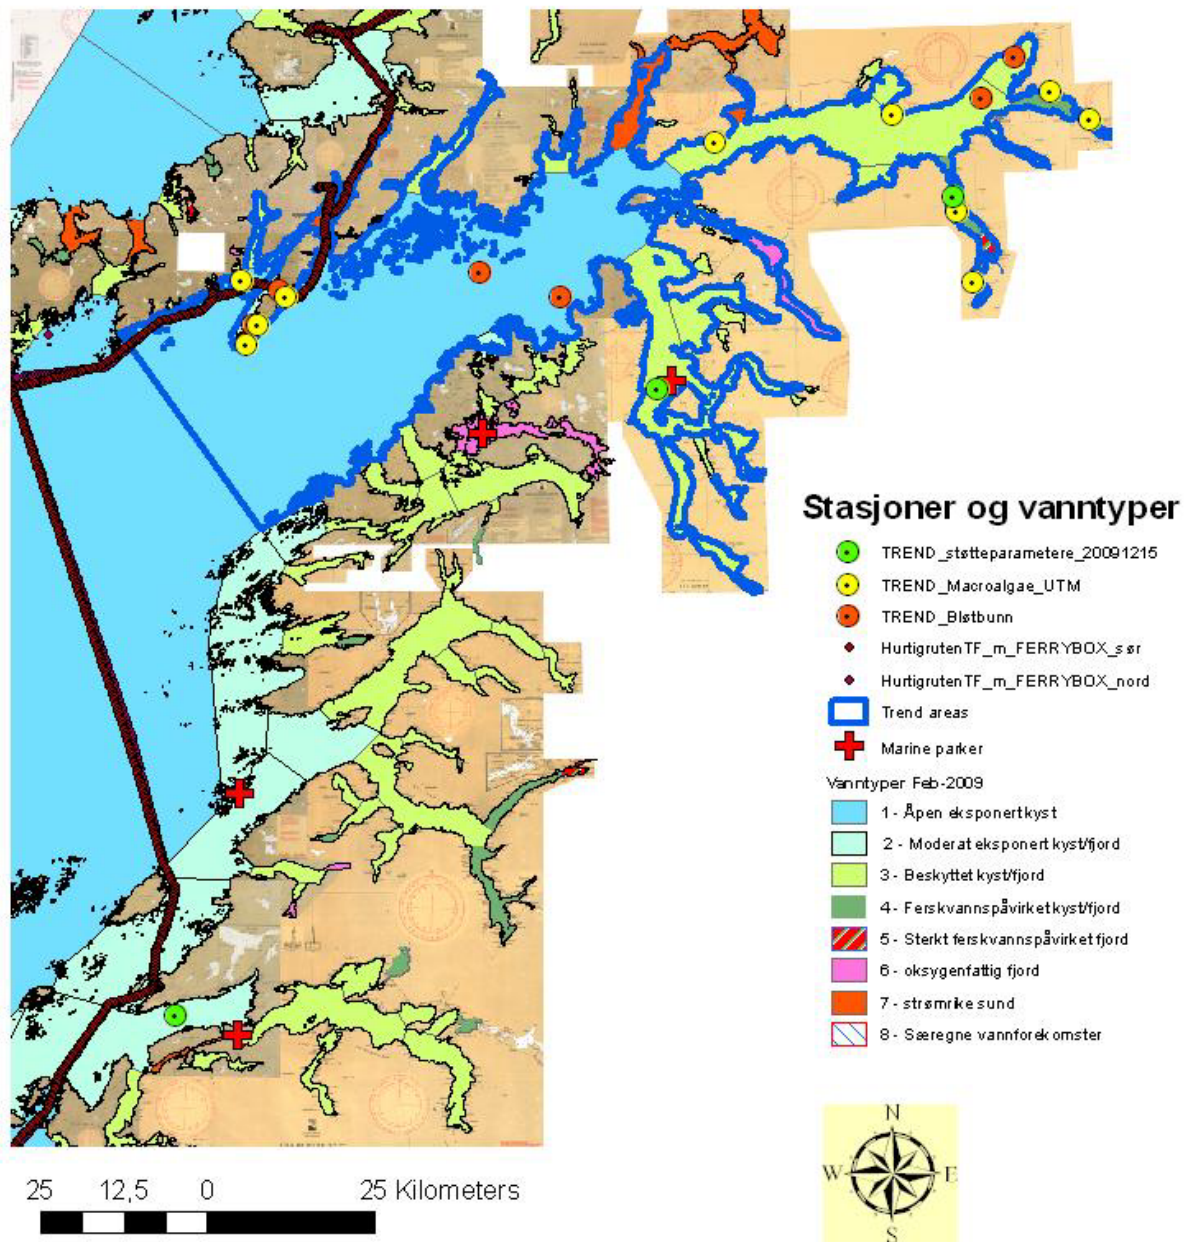 Stasjoner og vanntyper
TREND_støtteparametere_20091215
TREND_Macroalgae_UTM
TREND_Bløtbunn
HurtigrutenTF_m_FERRYBOX_sør
HurtigrutenTF_m_FERRYBOX_nord
Trend areas
Marine parker
Vanntyper Feb-2009
1 - Åpen eksponert kyst
2 - Moderat eksponert kyst/fjord
3 - Beskyttet kyst/fjord
4 - Ferskvannspåvirket kyst/fjord
5 - Sterkt ferskvannspåvirket fjord
6 - oksygenfattig fjord
7 - strømrike sund
8 - Særegne vannforekomster
N
W E
S
25 12,5 0 25 Kilometers